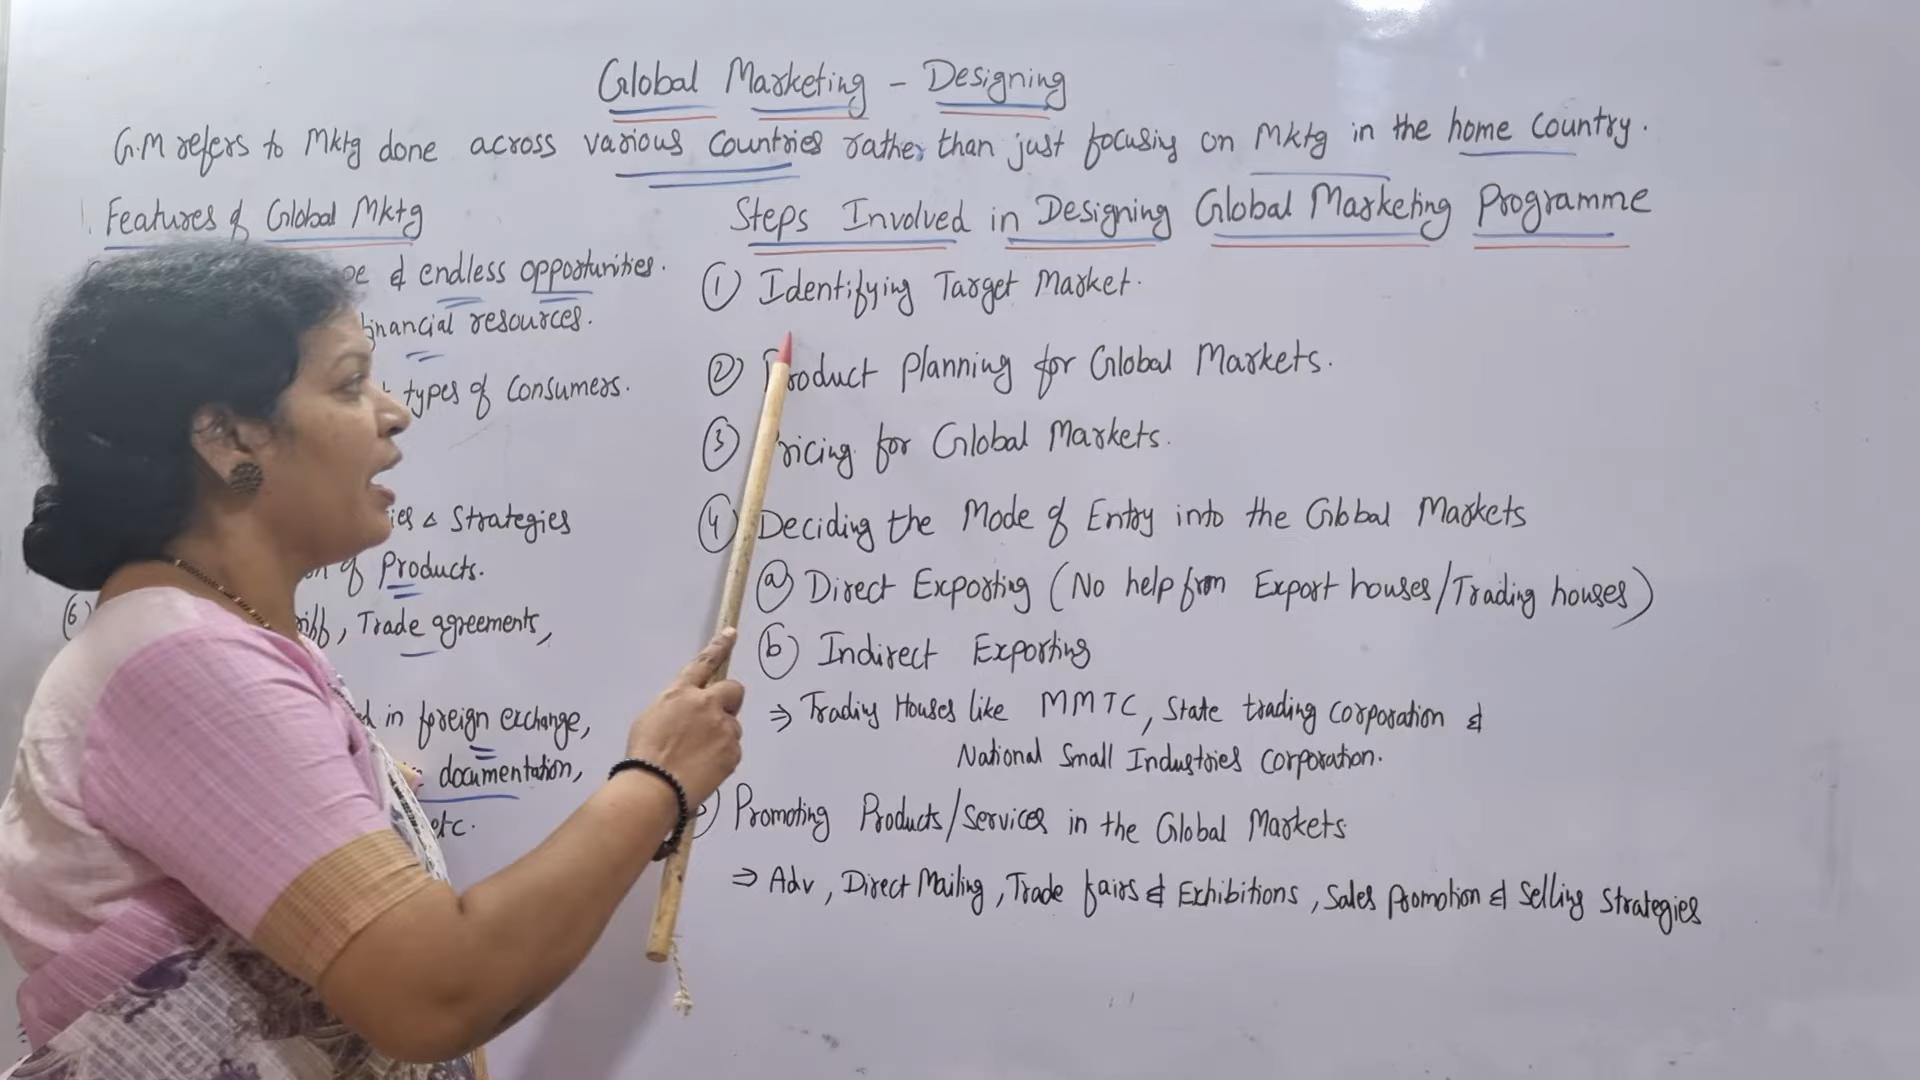 Global Marketing - Designing
G.M refers to Mktg done across various Countries rather than just focusing on Mktg in the home Country.
Features of Global Mktg
& endless opportunities.
financial resources.
types of Consumers.
& Strategies
of Products.
6
, Trade agreements,
in foreign exchange,
documentation,
etc.
Steps Involved in Designing Global Marketing Programme
1 Identifying Target Market.
2 Product Planning for Global Markets.
3 Pricing for Global Markets.
4 Deciding the Mode of Entry into the Global Markets
a Direct Exporting (No help from Export houses/Trading houses)
b Indirect Exporting
⇒ Trading Houses like MMTC, State trading Corporation &
National Small Industries Corporation.
Promoting Products/Services in the Global Markets
⇒ Adv, Direct Mailing, Trade fairs & Exhibitions, Sales Promotion & Selling Strategies